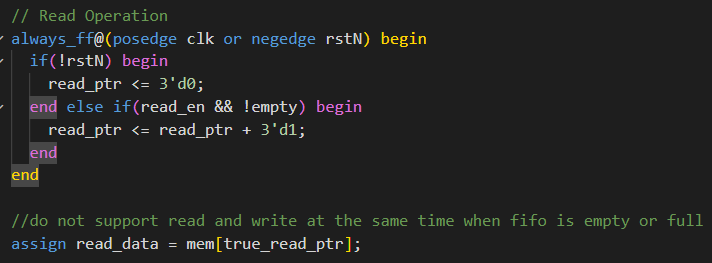 // Read Operation
always_ff@(posedge clk or negedge rstN) begin
if(!rstN) begin
read_ptr <= 3'd0;
end else if(read_en && !empty) begin
read_ptr <= read_ptr + 3'd1;
end
end
//do not support read and write at the same time when fifo is empty or full
assign read_data = mem[true_read_ptr];